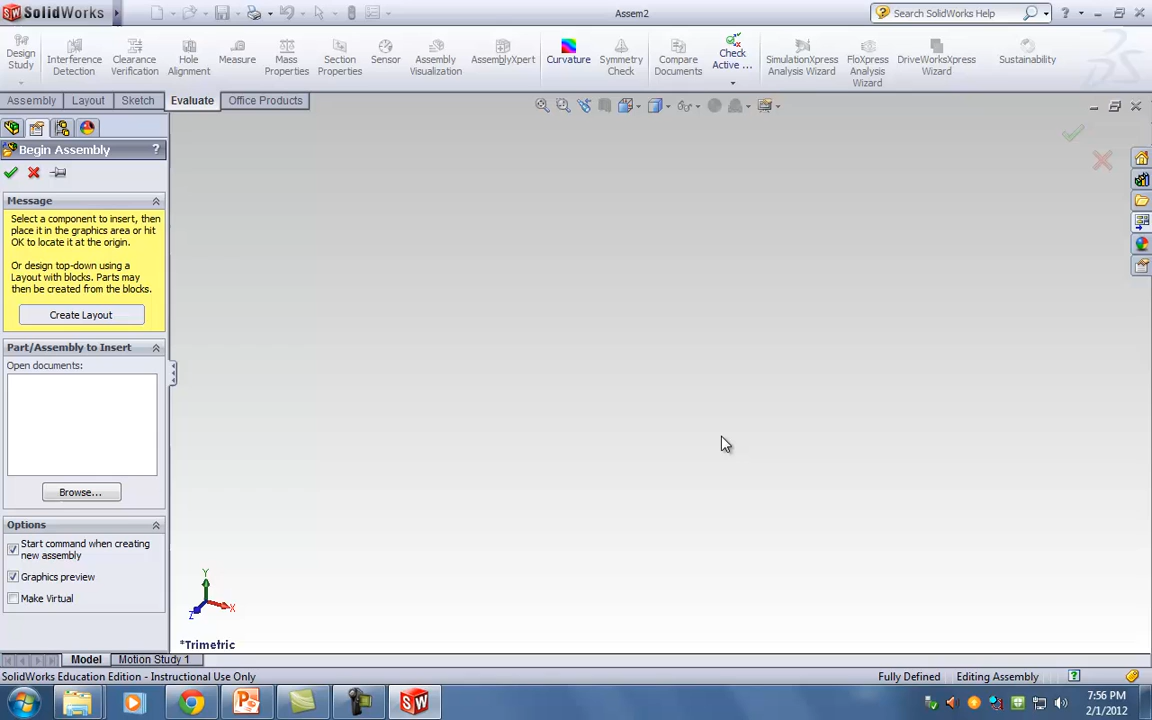 SolidWorks
Assem2
Search SolidWorks Help
Design Study
Interference Detection
Clearance Verification
Hole Alignment
Measure
Mass Properties
Section Properties
Sensor
Assembly Visualization
AssemblyXpert
Curvature
Symmetry Check
Compare Documents
Check Active ...
SimulationXpress Analysis Wizard
FloXpress Analysis Wizard
DriveWorksXpress Wizard
Sustainability
Assembly
Layout
Sketch
Evaluate
Office Products
Begin Assembly
?
Message
Select a component to insert, then
place it in the graphics area or hit
OK to locate it at the origin.
Or design top-down using a
Layout with blocks. Parts may
then be created from the blocks.
Create Layout
Part/Assembly to Insert
Open documents:
Browse...
Options
Start command when creating
new assembly
Graphics preview
Make Virtual
Y
X
Z
*Trimetric
Model
Motion Study 1
SolidWorks Education Edition - Instructional Use Only
Fully Defined
Editing Assembly
7:56 PM
2/1/2012